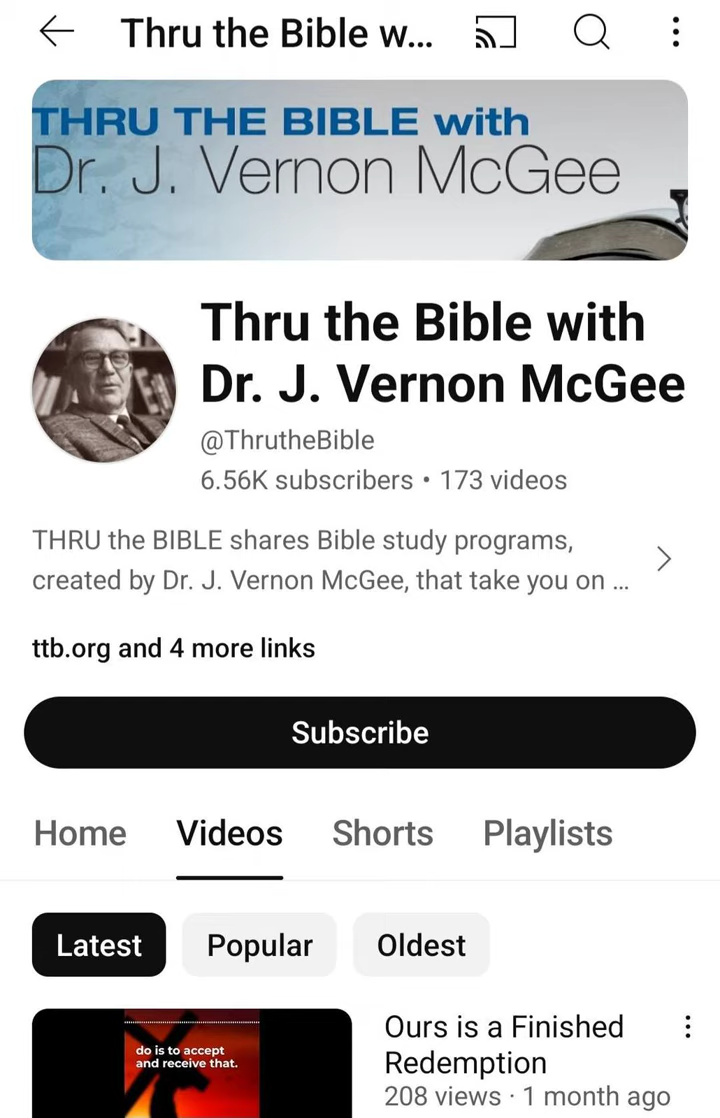 Thru the Bible w...
THRU THE BIBLE with
Dr. J. Vernon McGee
Thru the Bible with
Dr. J. Vernon McGee
@ThrutheBible
6.56K subscribers • 173 videos
THRU the BIBLE shares Bible study programs,
created by Dr. J. Vernon McGee, that take you on ...
ttb.org and 4 more links
Subscribe
Home Videos Shorts Playlists
Latest Popular Oldest
do is to accept
and receive that.
Ours is a Finished
Redemption
208 views · 1 month ago